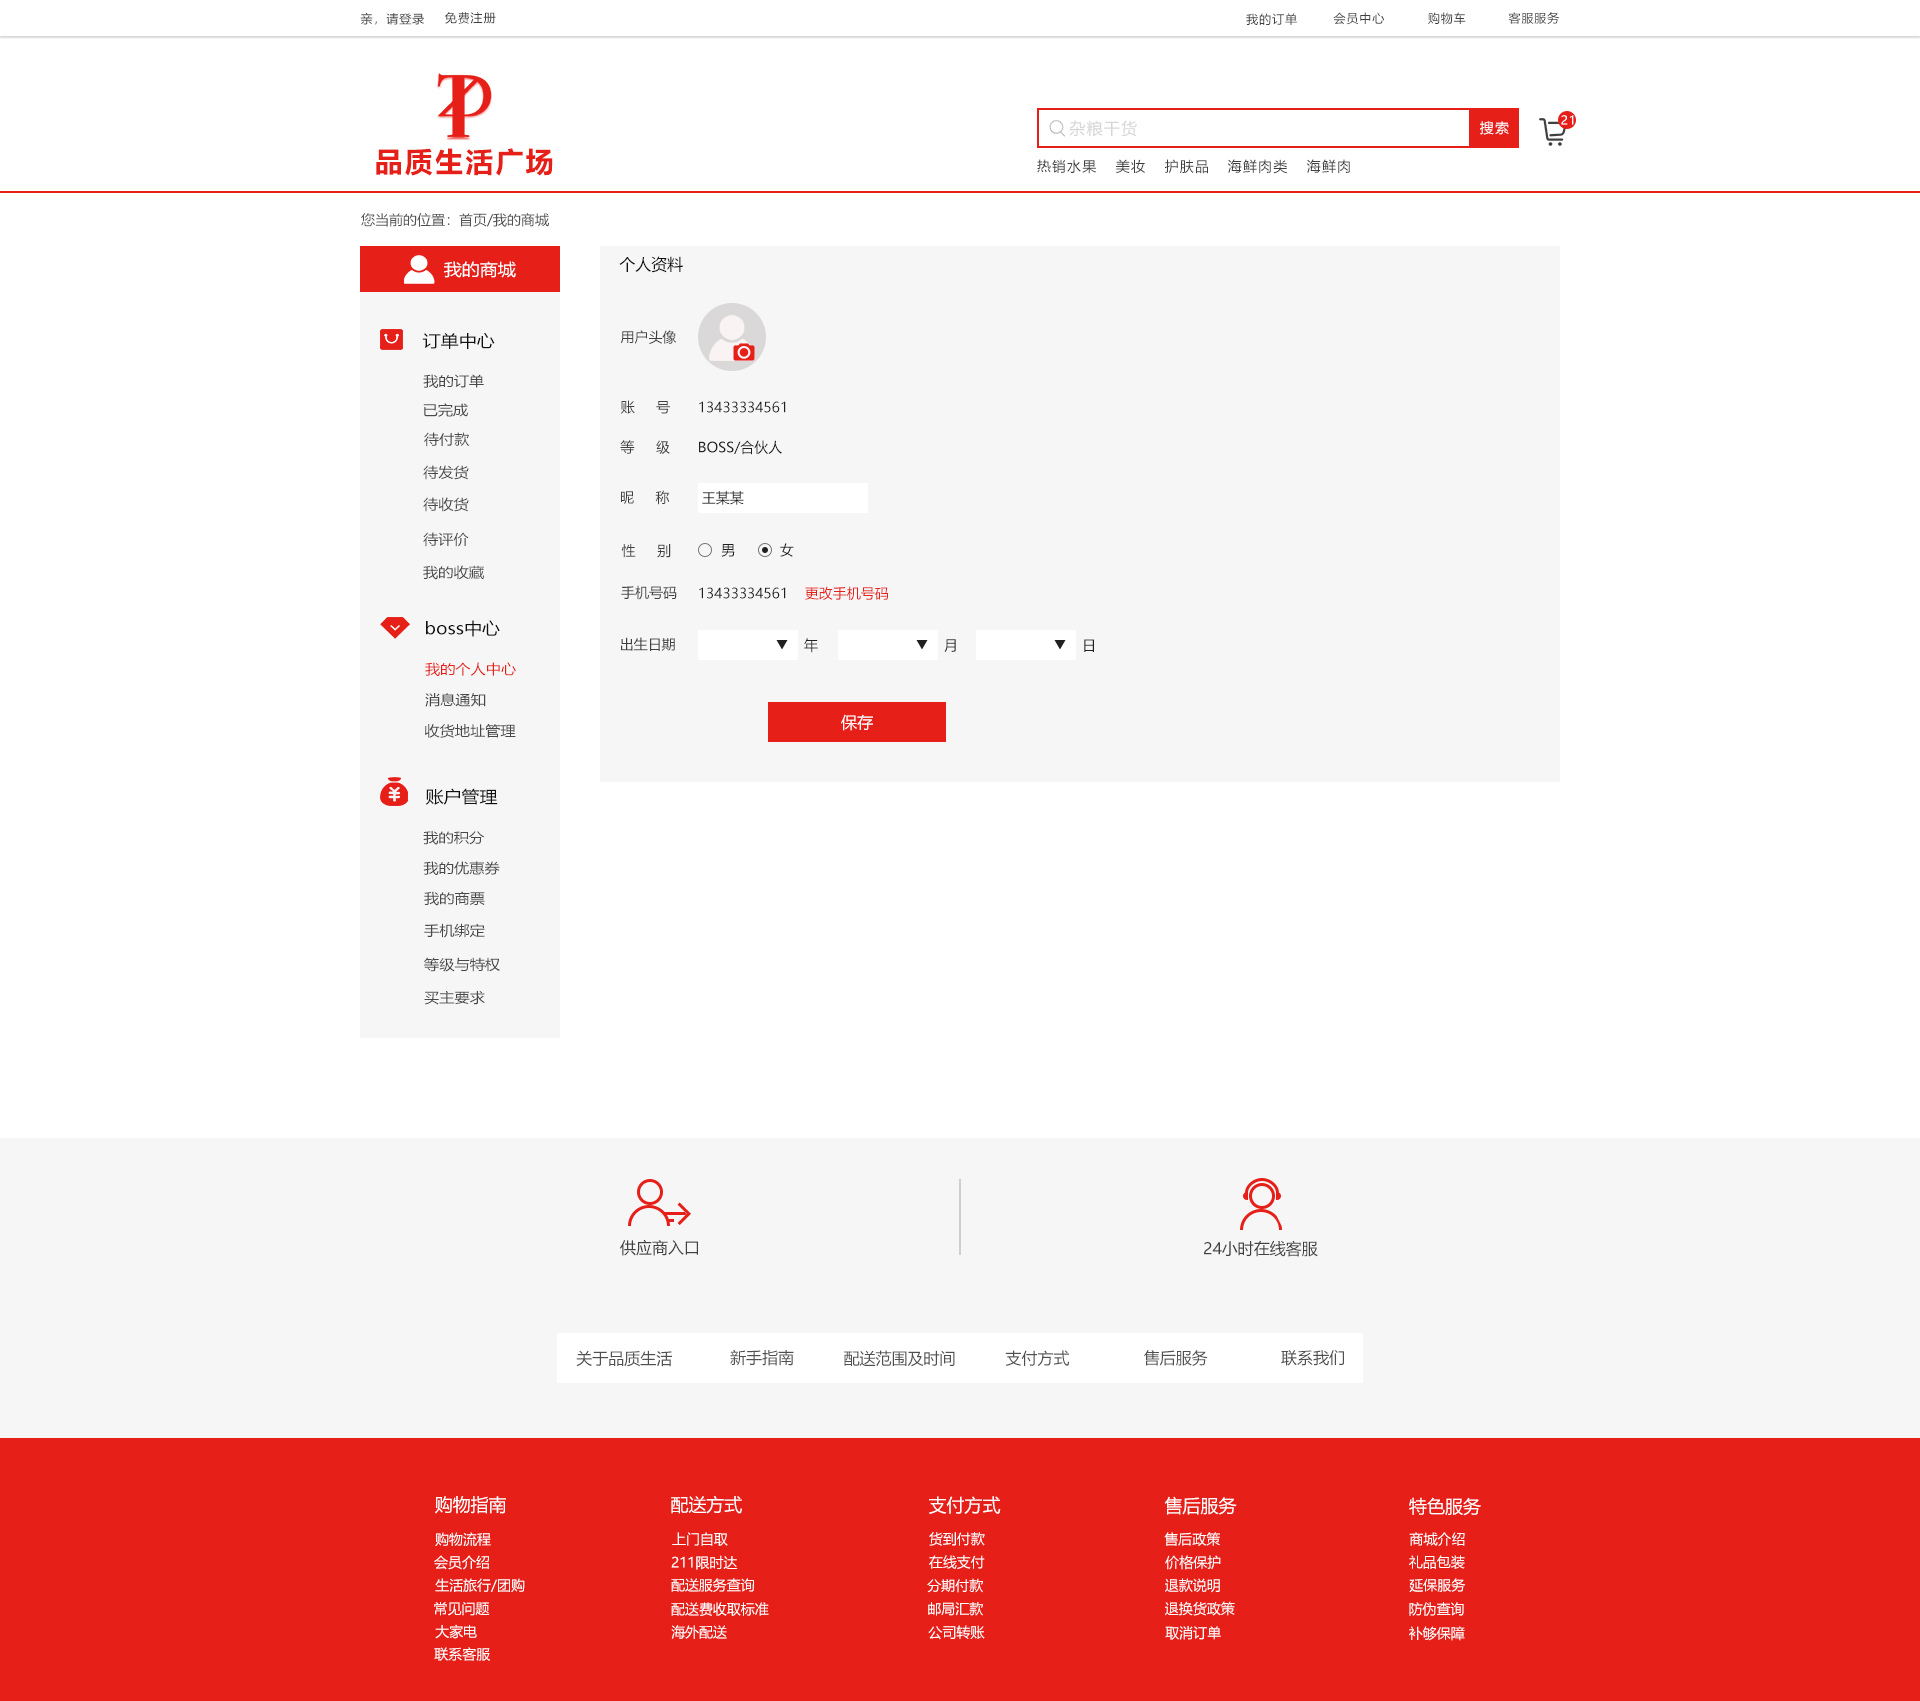 亲，请登录 免费注册 我的订单 会员中心 购物车 客服服务
品质生活广场
杂粮干货 搜索 21
热销水果 美妆 护肤品 海鲜肉类 海鲜肉
您当前的位置：首页/我的商城
我的商城
订单中心
我的订单
已完成
待付款
待发货
待收货
待评价
我的收藏
boss中心
我的个人中心
消息通知
收货地址管理
账户管理
我的积分
我的优惠券
我的商票
手机绑定
等级与特权
买主要求
个人资料
用户头像
账 号 13433334561
等 级 BOSS/合伙人
昵 称 王某某
性 别 男 女
手机号码 13433334561 更改手机号码
出生日期 年 月 日
保存
供应商入口 24小时在线客服
关于品质生活 新手指南 配送范围及时间 支付方式 售后服务 联系我们
购物指南
购物流程
会员介绍
生活旅行/团购
常见问题
大家电
联系客服
配送方式
上门自取
211限时达
配送服务查询
配送费收取标准
海外配送
支付方式
货到付款
在线支付
分期付款
邮局汇款
公司转账
售后服务
售后政策
价格保护
退款说明
退换货政策
取消订单
特色服务
商城介绍
礼品包装
延保服务
防伪查询
补够保障